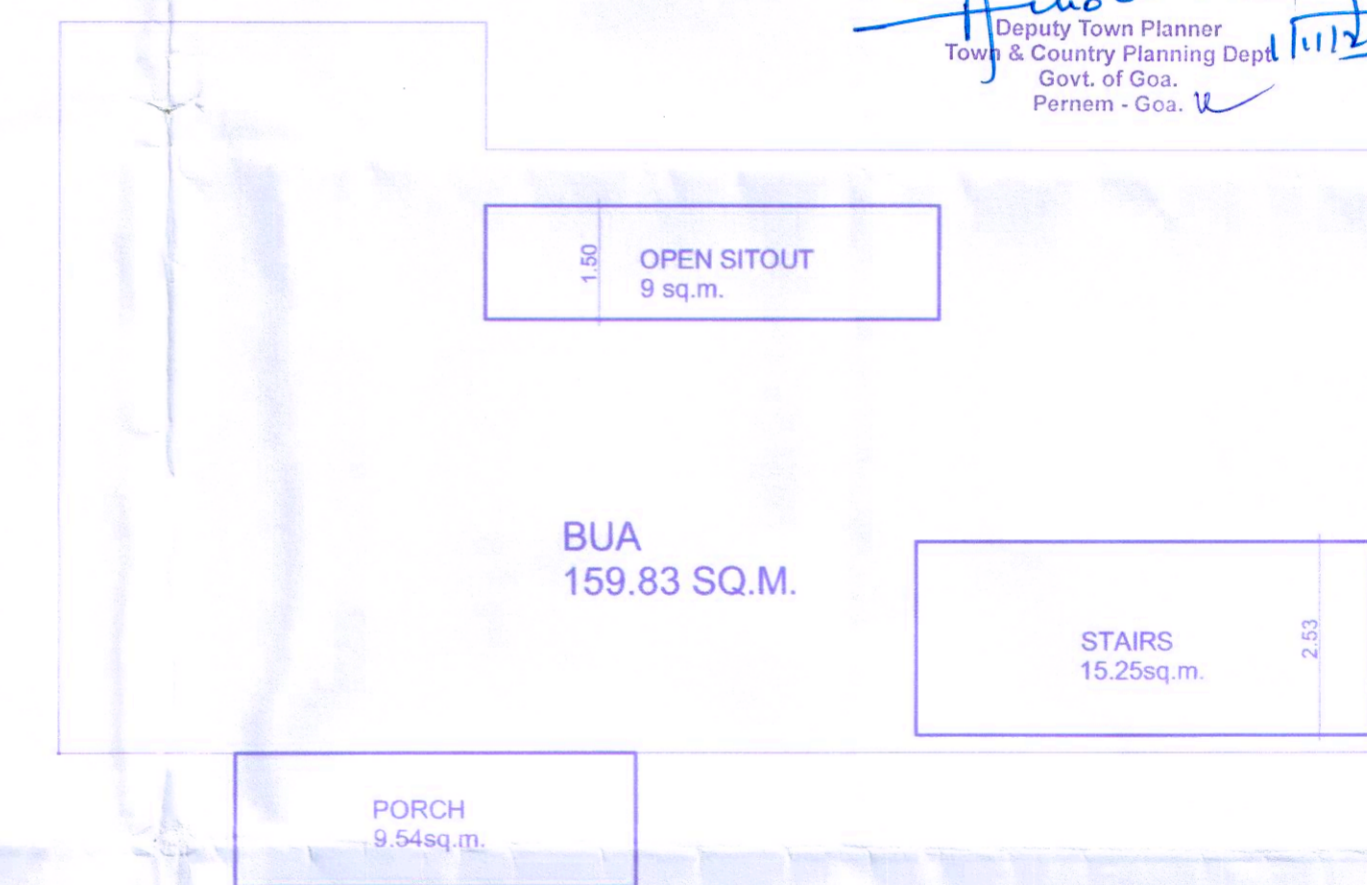 Deputy Town Planner
Town & Country Planning Dept
Govt. of Goa.
Pernem - Goa.
1.50
OPEN SITOUT
9 sq.m.
BUA
159.83 SQ.M.
STAIRS
15.25sq.m.
2.53
PORCH
9.54sq.m.